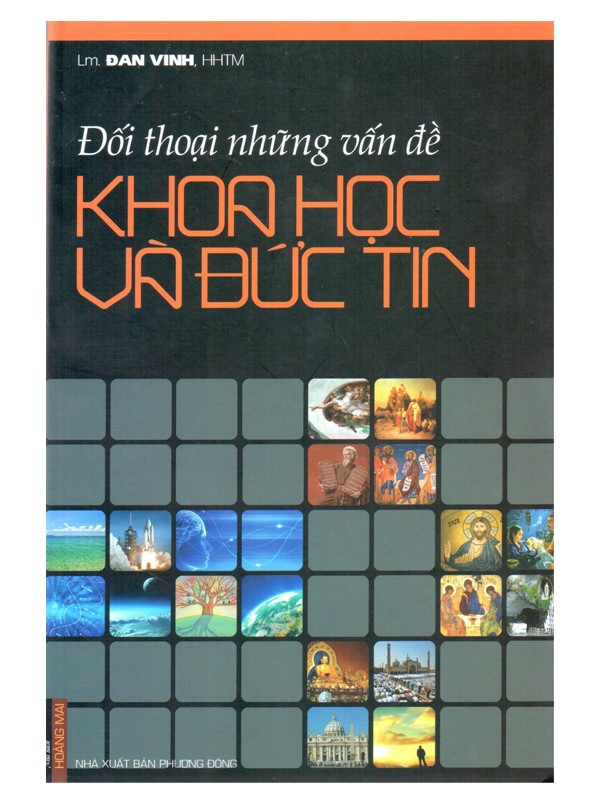 Lm. ĐAN VINH, HHTM
Đối thoại những vấn đề
KHOA HỌC
VÀ ĐỨC TIN
HOÀNG MAI
NHÀ XUẤT BẢN PHƯƠNG ĐÔNG